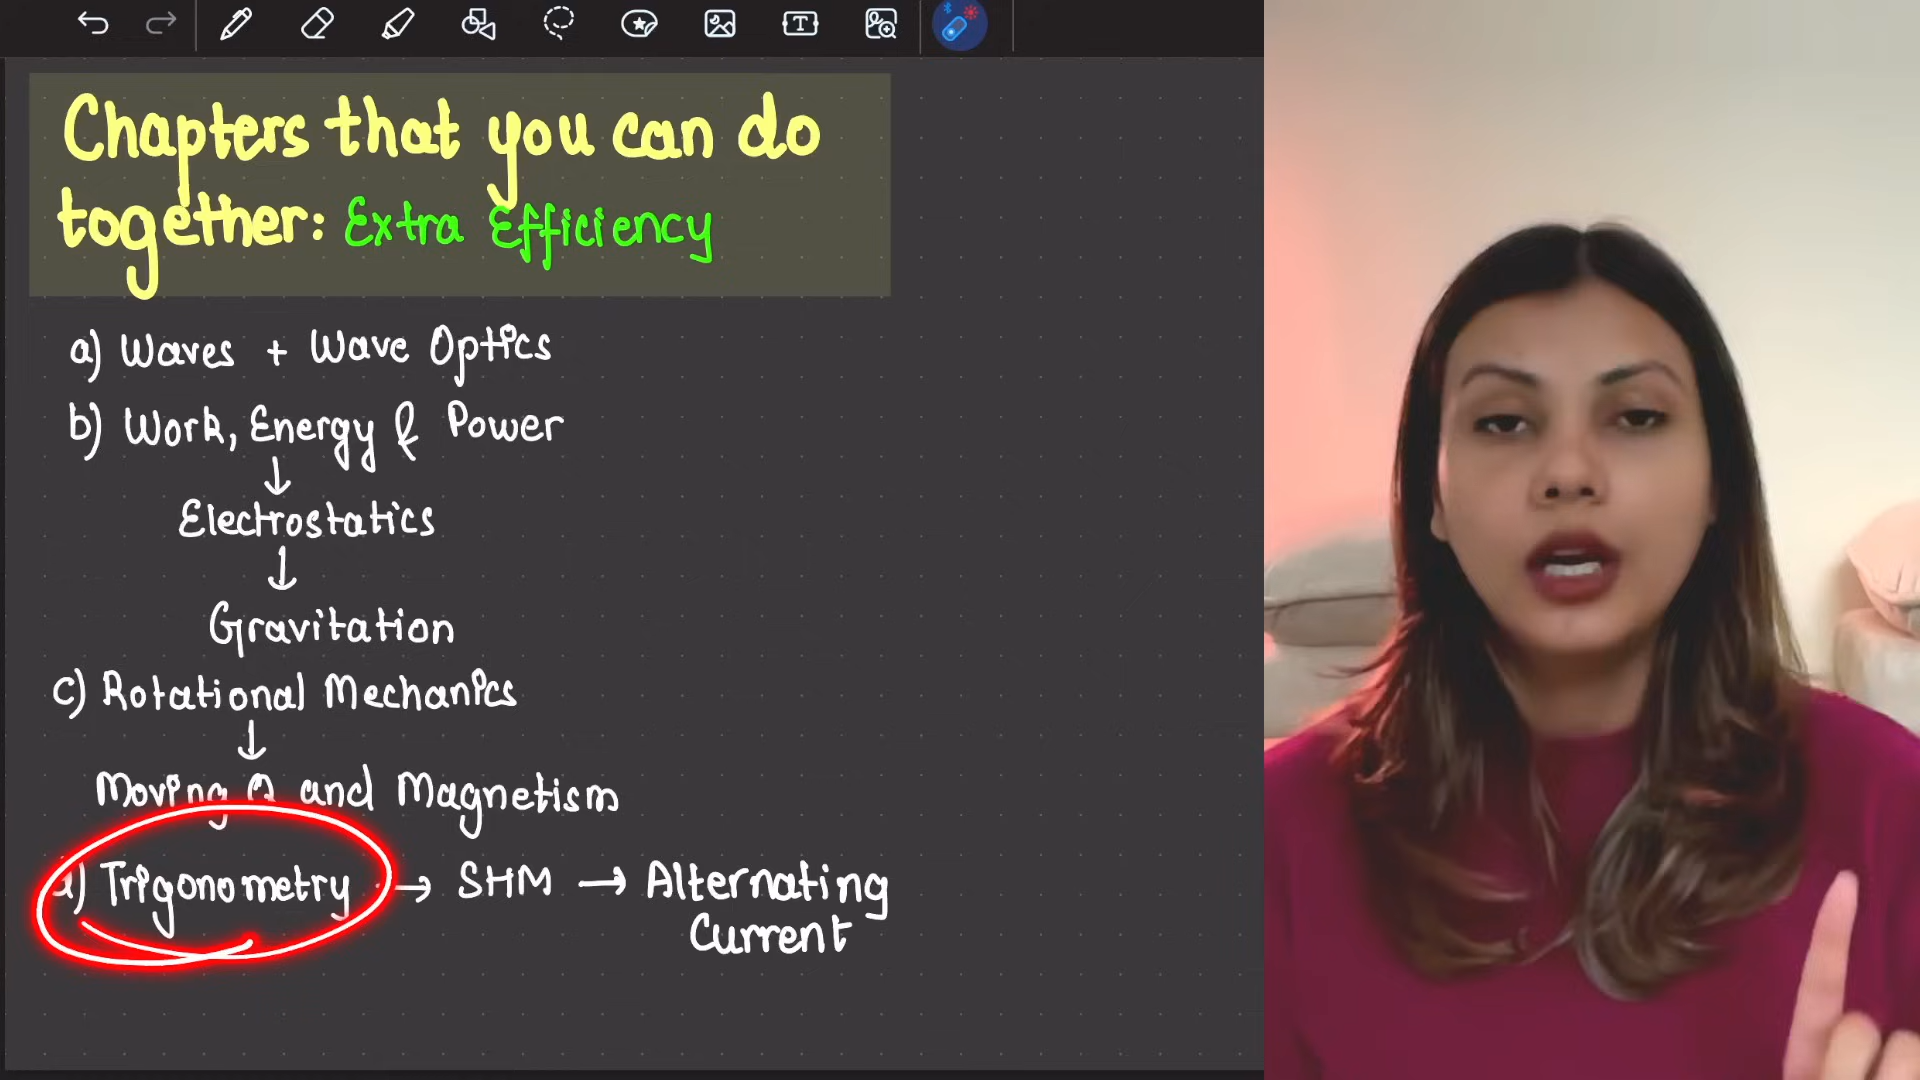 Chapters that you can do
together: Extra Efficiency
a) Waves + Wave Optics
b) Work, Energy & Power
↓
Electrostatics
↓
Gravitation
c) Rotational Mechanics
↓
Moving Q and Magnetism
d) Trigonometry → SHM → Alternating
Current